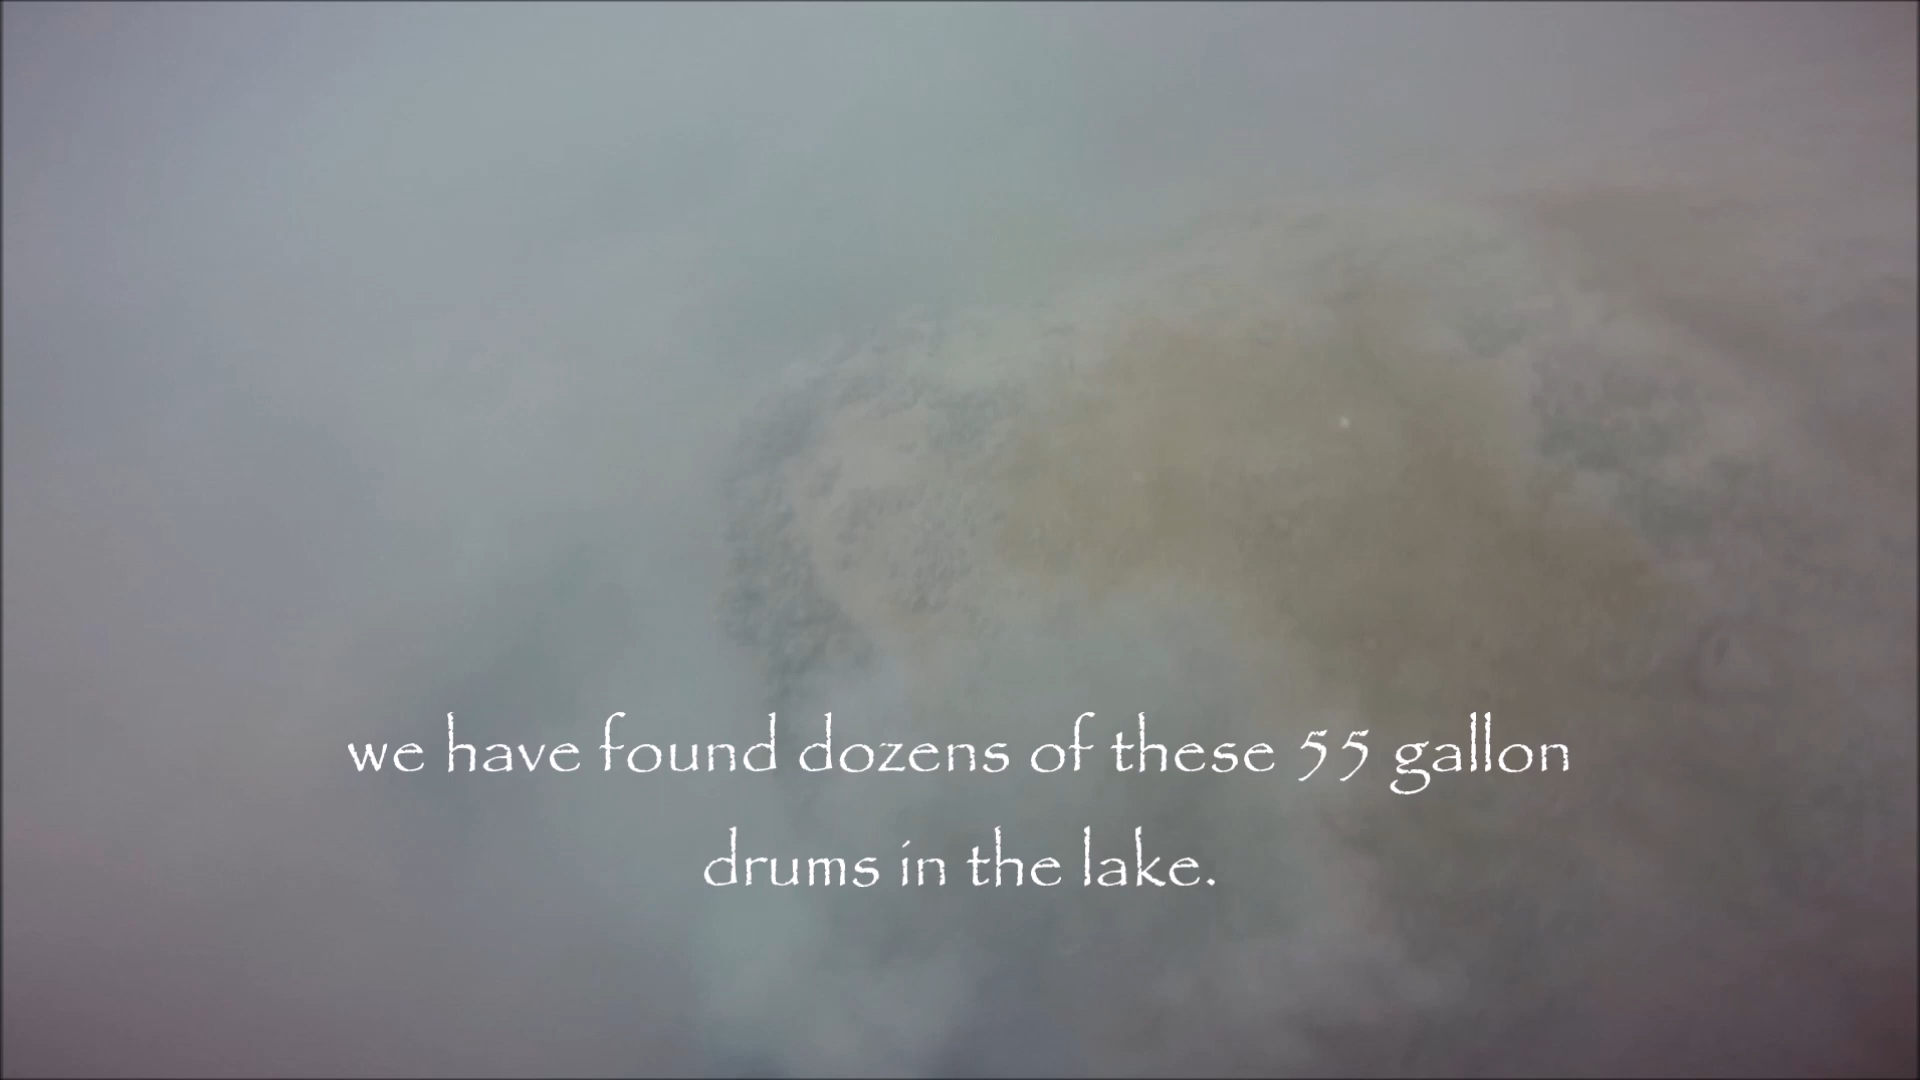 we have found dozens of these 55 gallon
drums in the lake.